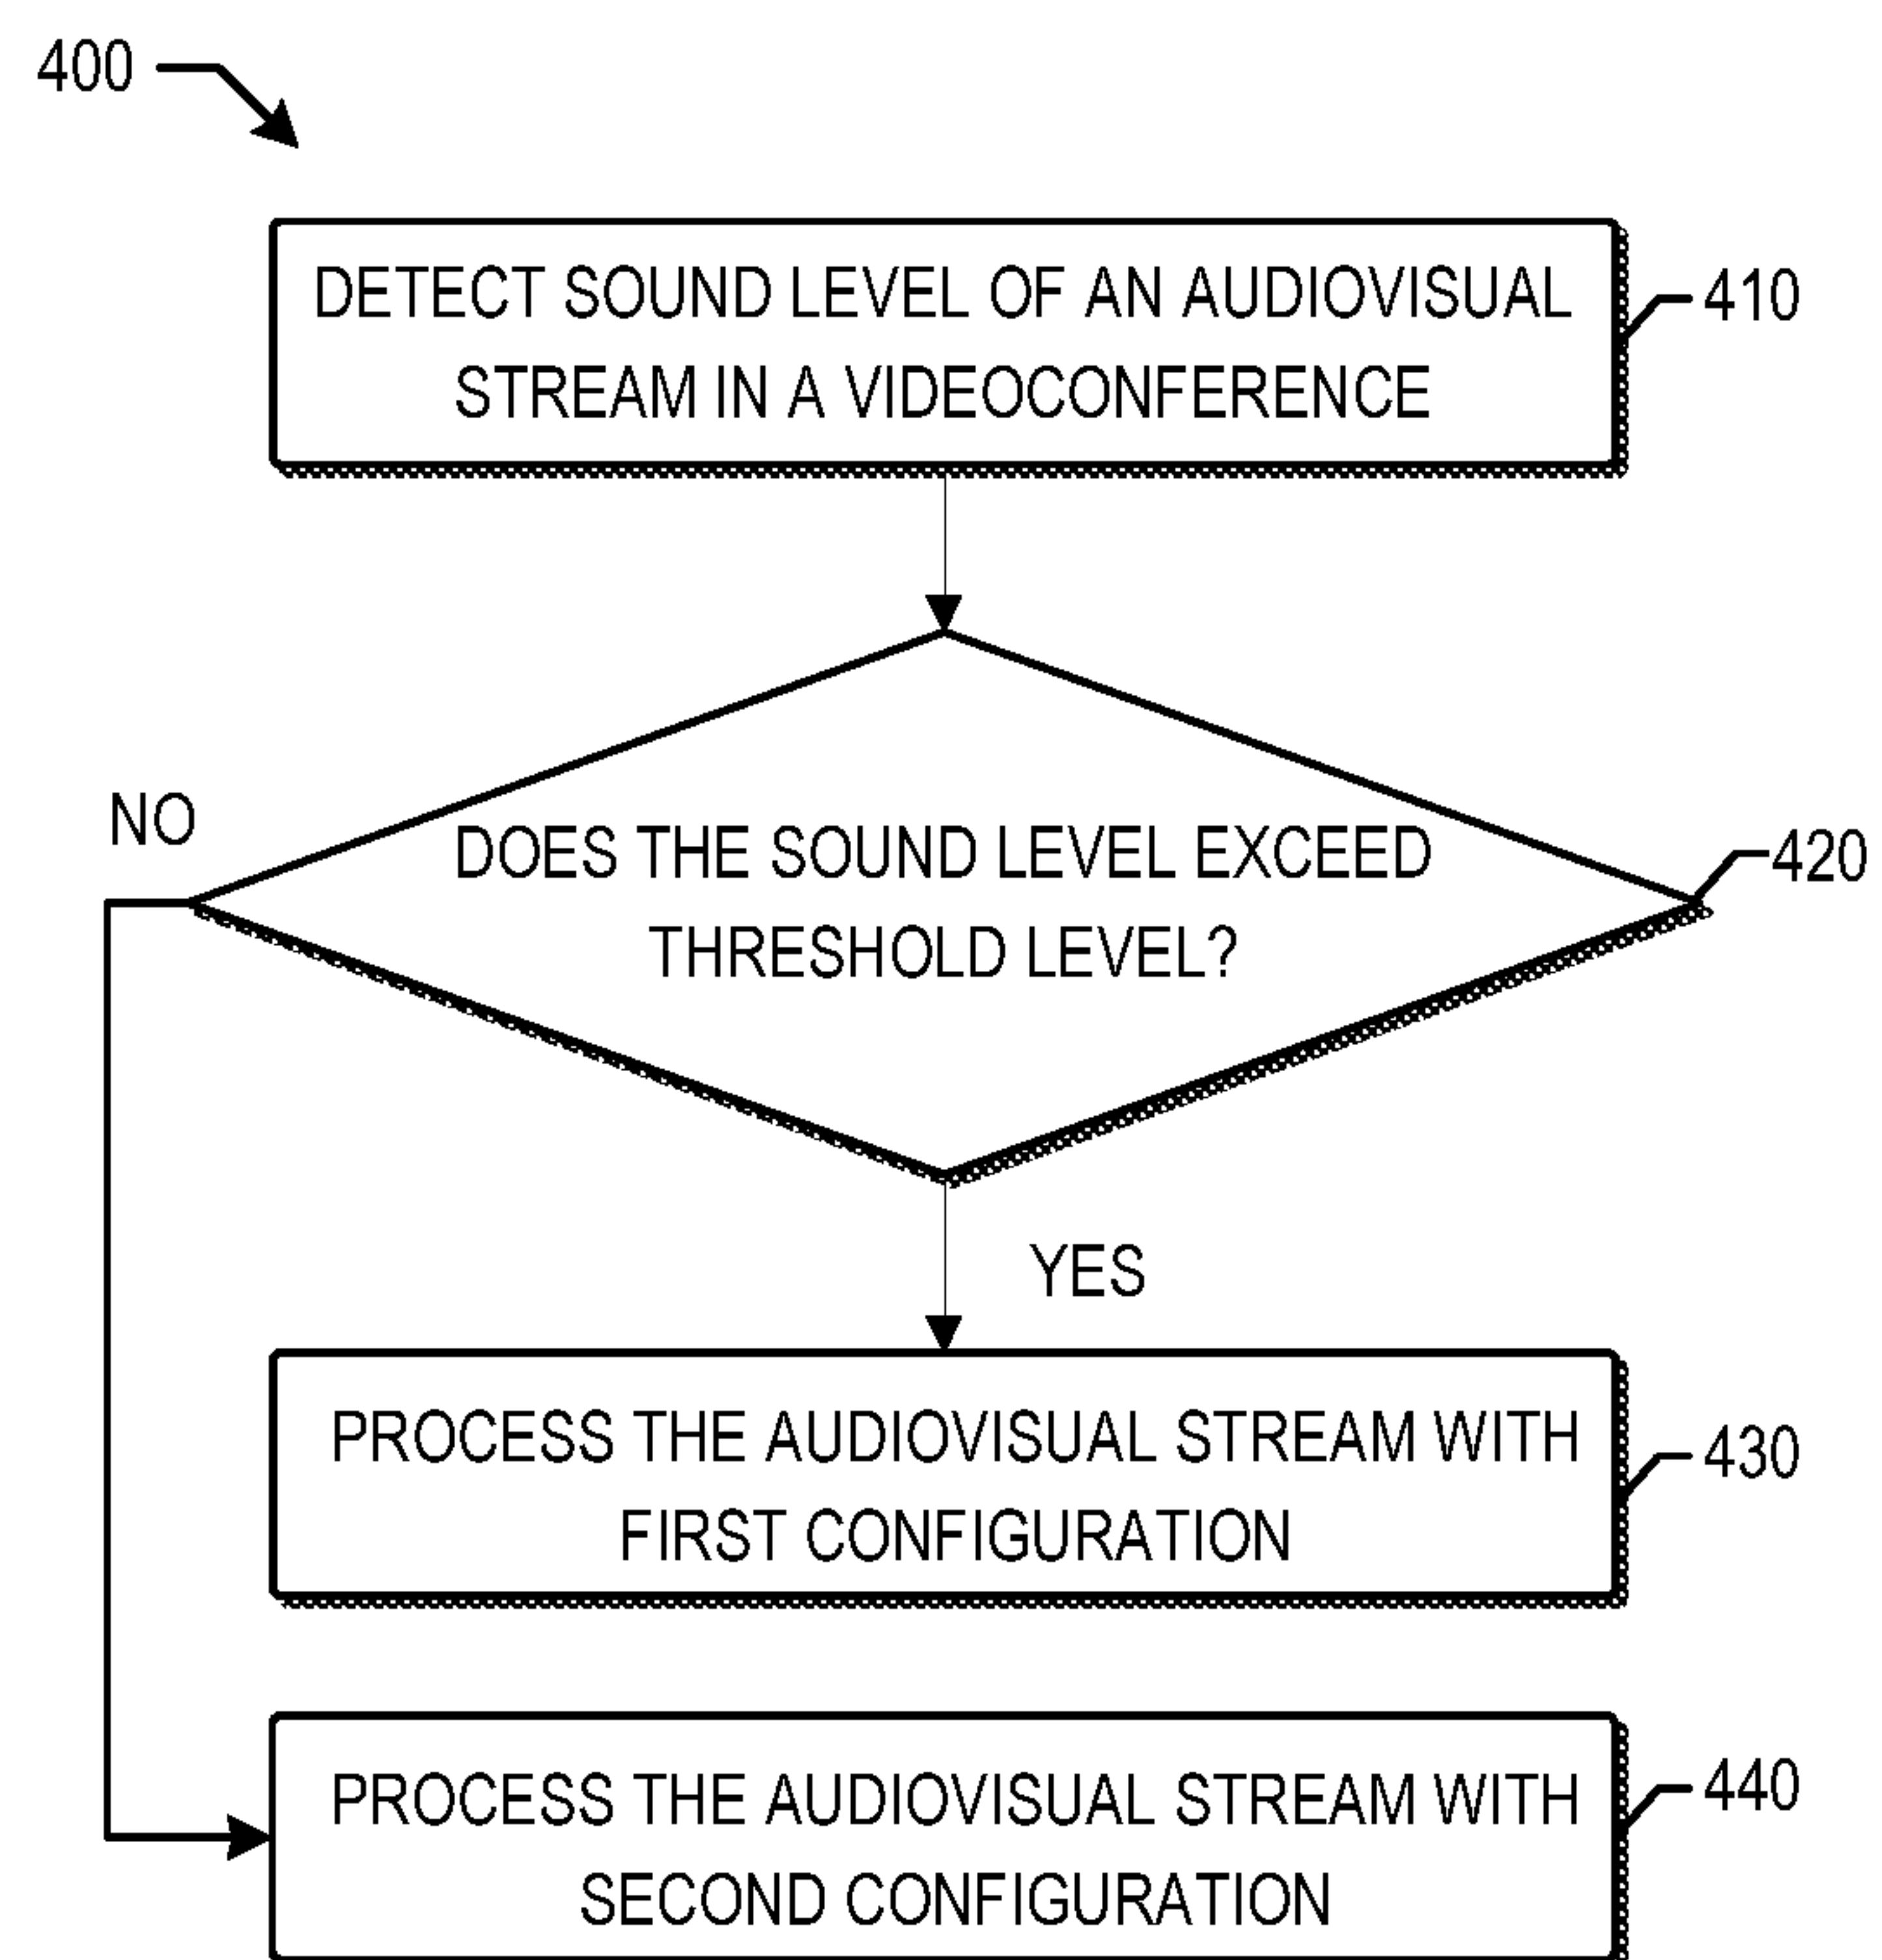 400
DETECT SOUND LEVEL OF AN AUDIOVISUAL
STREAM IN A VIDEOCONFERENCE
410
NO
DOES THE SOUND LEVEL EXCEED
THRESHOLD LEVEL?
420
YES
PROCESS THE AUDIOVISUAL STREAM WITH
FIRST CONFIGURATION
430
PROCESS THE AUDIOVISUAL STREAM WITH
SECOND CONFIGURATION
440